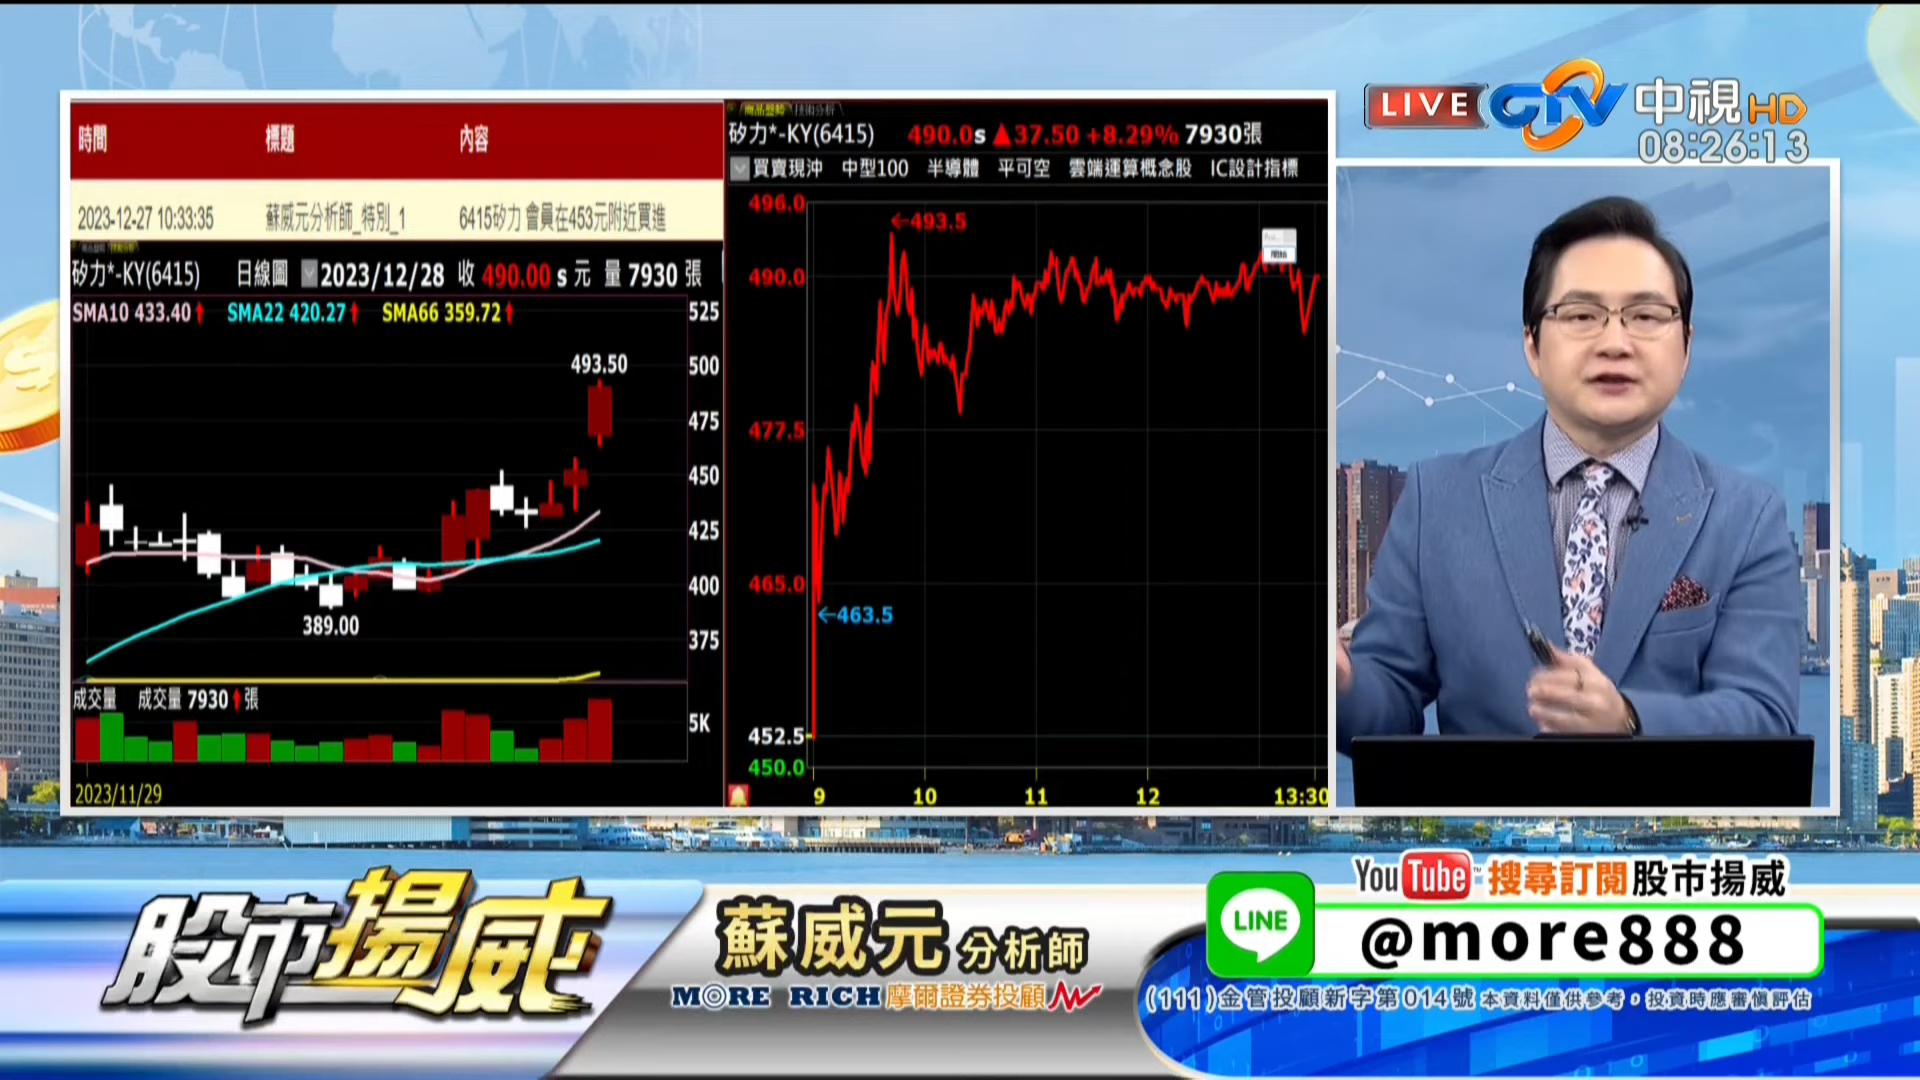 LIVE CTV 中視HD
08:26:13
時間 標題 內容
2023-12-27 10:33:35 蘇威元分析師_特別_1 6415矽力 會員在453元附近買進
矽力*-KY(6415) 日線圖 2023/12/28 收 490.00 s 元 量 7930 張
SMA10 433.40 SMA22 420.27 SMA66 359.72
525
500
475
450
425
400
375
493.50
389.00
成交量 成交量 7930 張
5K
2023/11/29
商品盤勢 技術分析
矽力*-KY(6415) 490.0s ▲37.50 +8.29% 7930張
買賣現沖 中型100 半導體 平可空 雲端運算概念股 IC設計指標
496.0
490.0
477.5
465.0
452.5
450.0
←493.5
←463.5
9 10 11 12 13:30
股市揚威
蘇威元 分析師
MORE RICH 摩爾證券投顧
YouTube 搜尋訂閱 股市揚威
LINE @more888
(111)金管投顧新字第014號 本資料僅供參考，投資時應審慎評估